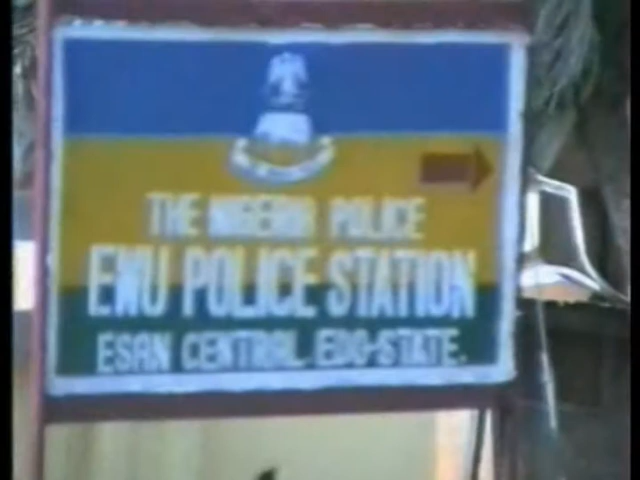 THE NIGERIA POLICE
EWU POLICE STATION
ESAN CENTRAL. EDO-STATE.